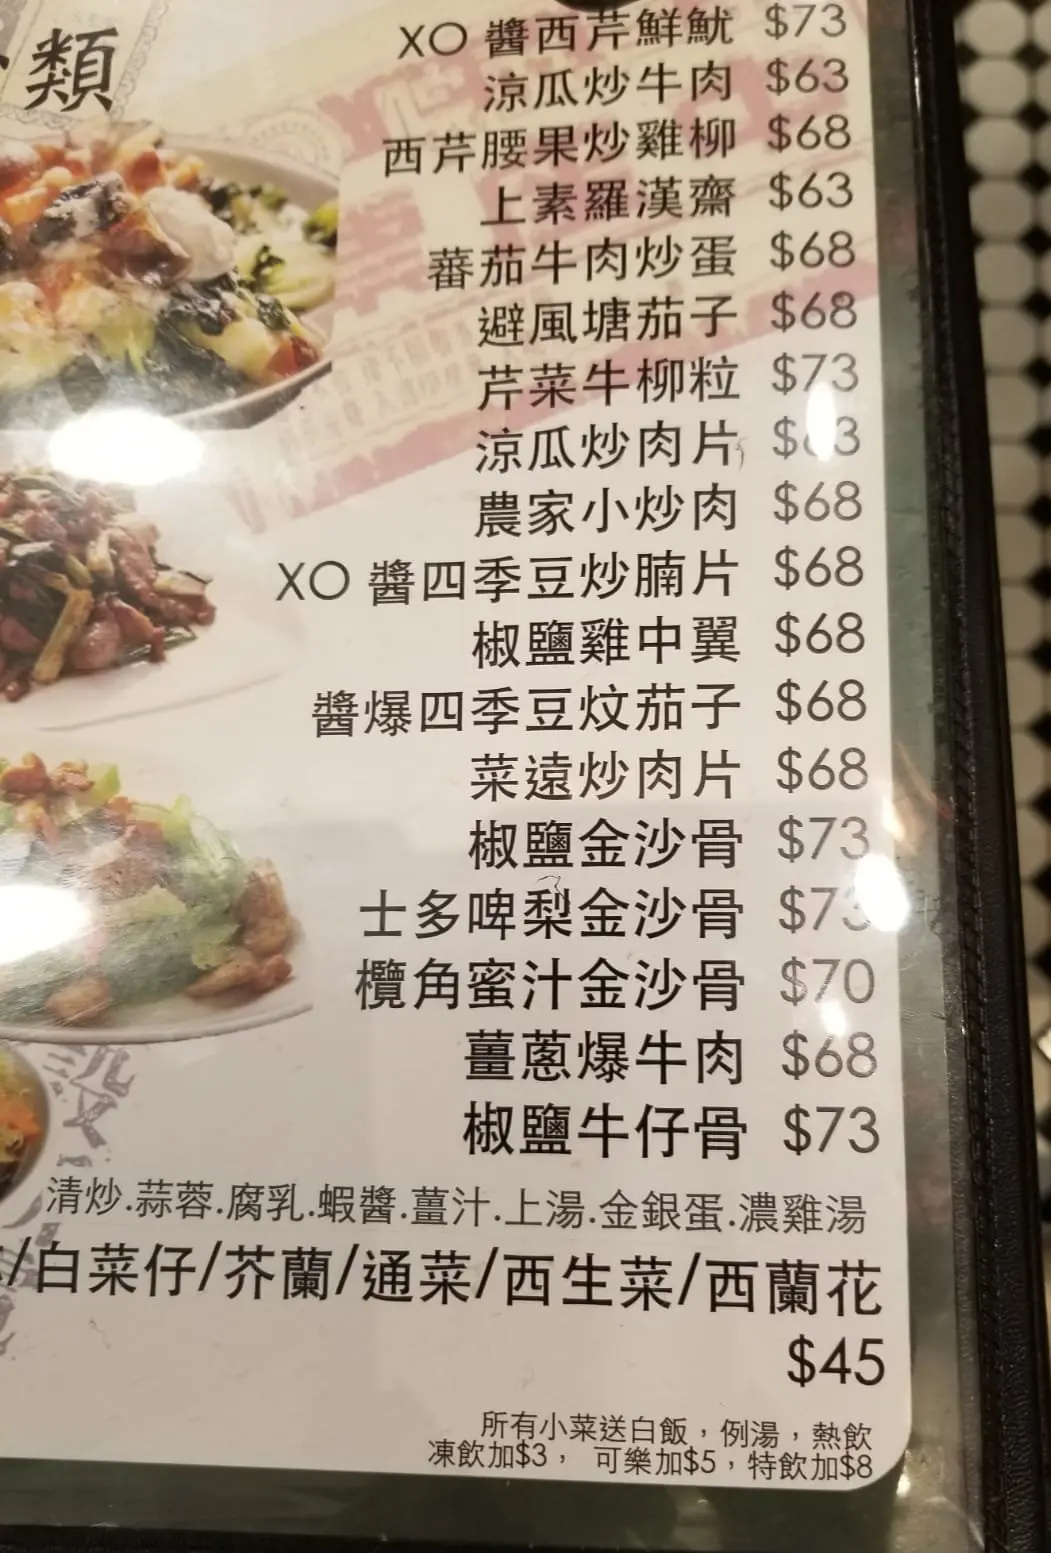 類
XO 醬西芹鮮魷 $73
涼瓜炒牛肉 $63
西芹腰果炒雞柳 $68
上素羅漢齋 $63
蕃茄牛肉炒蛋 $68
避風塘茄子 $68
芹菜牛柳粒 $73
涼瓜炒肉片 $63
農家小炒肉 $68
XO 醬四季豆炒腩片 $68
椒鹽雞中翼 $68
醬爆四季豆炆茄子 $68
菜遠炒肉片 $68
椒鹽金沙骨 $73
士多啤梨金沙骨 $73
欖角蜜汁金沙骨 $70
薑蔥爆牛肉 $68
椒鹽牛仔骨 $73
清炒.蒜蓉.腐乳.蝦醬.薑汁.上湯.金銀蛋.濃雞湯
/白菜仔/芥蘭/通菜/西生菜/西蘭花
$45
所有小菜送白飯，例湯，熱飲
凍飲加$3， 可樂加$5，特飲加$8